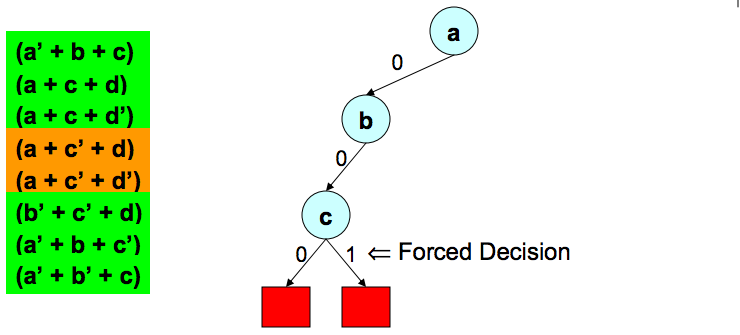 (a’ + b + c)
(a + c + d)
(a + c + d’)
(a + c’ + d)
(a + c’ + d’)
(b’ + c’ + d)
(a’ + b + c’)
(a’ + b’ + c)
a
0
b
0
c
0 1 ⇐ Forced Decision